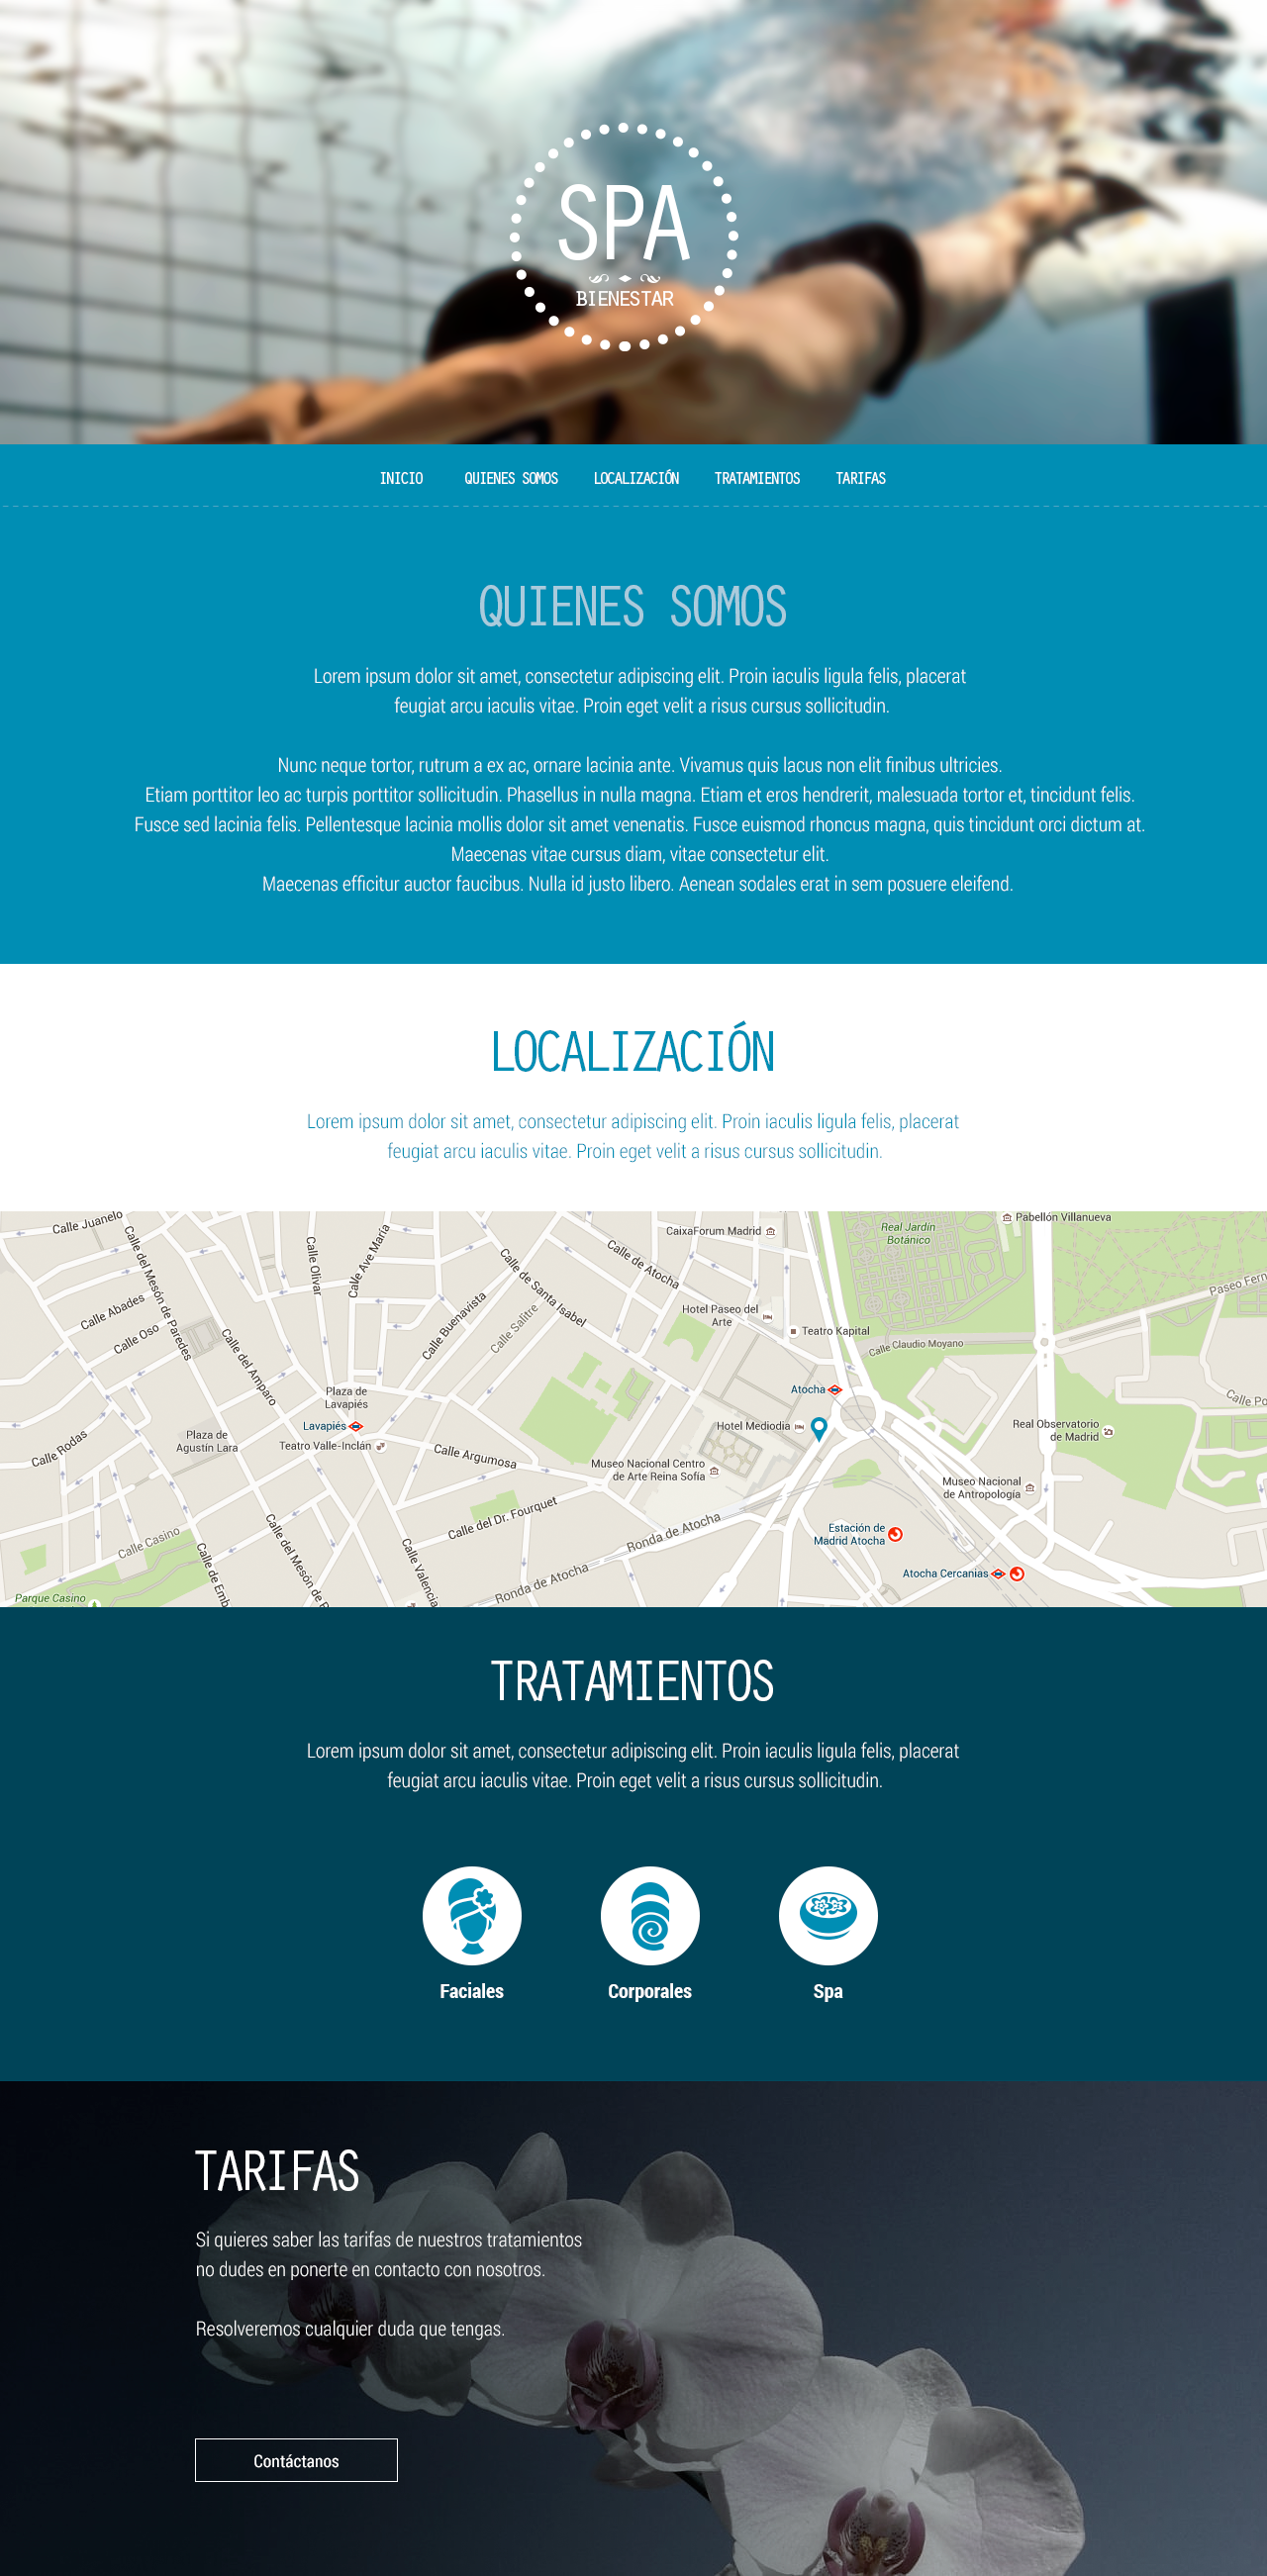 SPA
BIENESTAR
INICIO QUIENES SOMOS LOCALIZACIÓN TRATAMIENTOS TARIFAS
QUIENES SOMOS
Lorem ipsum dolor sit amet, consectetur adipiscing elit. Proin iaculis ligula felis, placerat
feugiat arcu iaculis vitae. Proin eget velit a risus cursus sollicitudin.
Nunc neque tortor, rutrum a ex ac, ornare lacinia ante. Vivamus quis lacus non elit finibus ultricies.
Etiam porttitor leo ac turpis porttitor sollicitudin. Phasellus in nulla magna. Etiam et eros hendrerit, malesuada tortor et, tincidunt felis.
Fusce sed lacinia felis. Pellentesque lacinia mollis dolor sit amet venenatis. Fusce euismod rhoncus magna, quis tincidunt orci dictum at.
Maecenas vitae cursus diam, vitae consectetur elit.
Maecenas efficitur auctor faucibus. Nulla id justo libero. Aenean sodales erat in sem posuere eleifend.
LOCALIZACIÓN
Lorem ipsum dolor sit amet, consectetur adipiscing elit. Proin iaculis ligula felis, placerat
feugiat arcu iaculis vitae. Proin eget velit a risus cursus sollicitudin.
Calle Juanelo
Calle del Mesón de Paredes
Calle Olivar
Calle Ave María
Calle de Santa Isabel
Calle de Atocha
CaixaForum Madrid
Real Jardín
Botánico
Pabellón Villanueva
Paseo Fern
Calle Abades
Calle Oso
Calle del Amparo
Calle Buenavista
Calle Salitre
Hotel Paseo del
Arte
Teatro Kapital
Calle Claudio Moyano
Plaza de
Lavapiés
Atocha
Calle Po
Lavapiés
Hotel Mediodia
Real Observatorio
de Madrid
Calle Rodas
Plaza de
Agustín Lara
Teatro Valle-Inclán
Calle Argumosa
Museo Nacional Centro
de Arte Reina Sofía
Museo Nacional
de Antropología
Calle del Dr. Fourquet
Ronda de Atocha
Estación de
Madrid Atocha
Calle Casino
Calle de Emb
Calle del Mesón de P
Calle Valencia
Ronda de Atocha
Atocha Cercanias
Parque Casino
TRATAMIENTOS
Lorem ipsum dolor sit amet, consectetur adipiscing elit. Proin iaculis ligula felis, placerat
feugiat arcu iaculis vitae. Proin eget velit a risus cursus sollicitudin.
Faciales Corporales Spa
TARIFAS
Si quieres saber las tarifas de nuestros tratamientos
no dudes en ponerte en contacto con nosotros.
Resolveremos cualquier duda que tengas.
Contáctanos